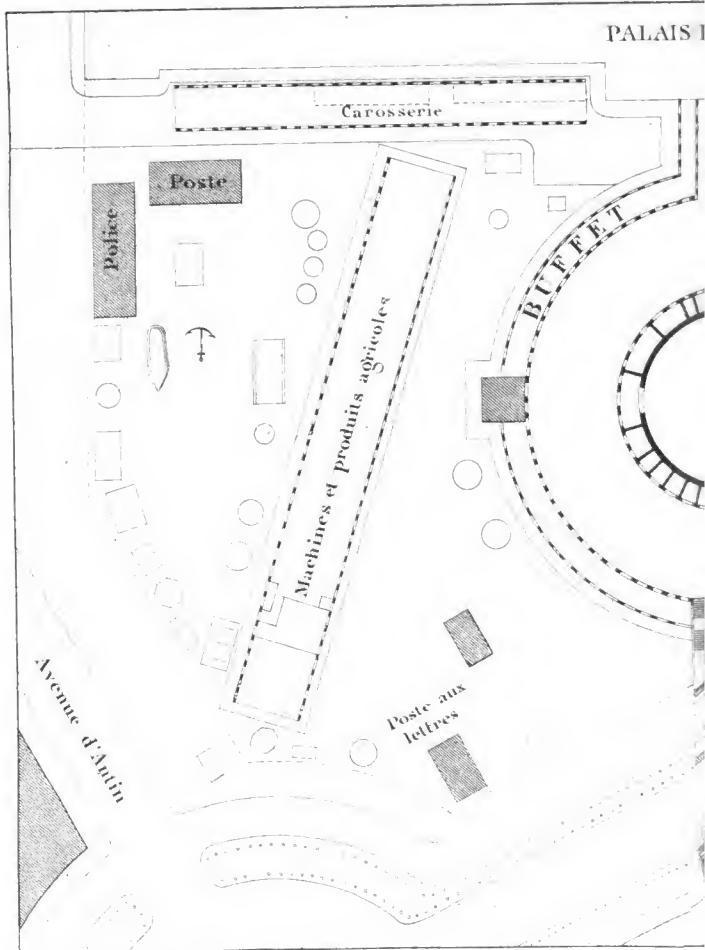 PALAIS
Carosserie
Poste
Police
BUFFET
Machines et produits agricoles
Avenue d'Antin
Poste aux
lettres